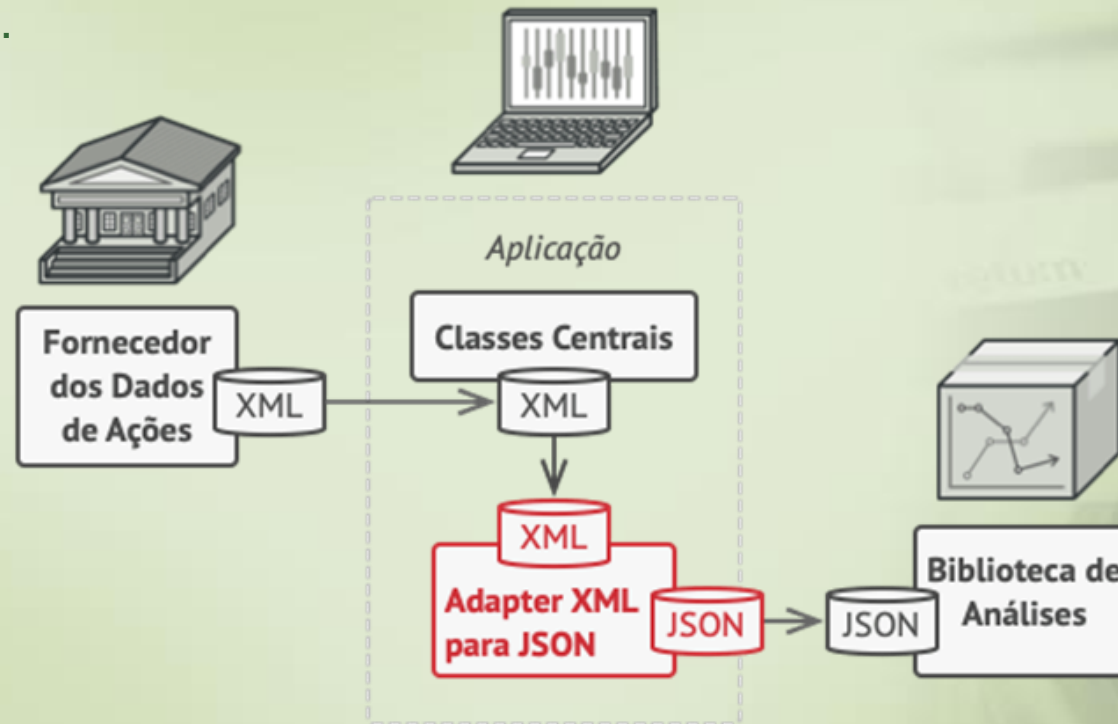 Aplicação
Fornecedor
dos Dados
de Ações
XML
Classes Centrais
XML
XML
Adapter XML
para JSON
JSON
JSON
Biblioteca de
Análises